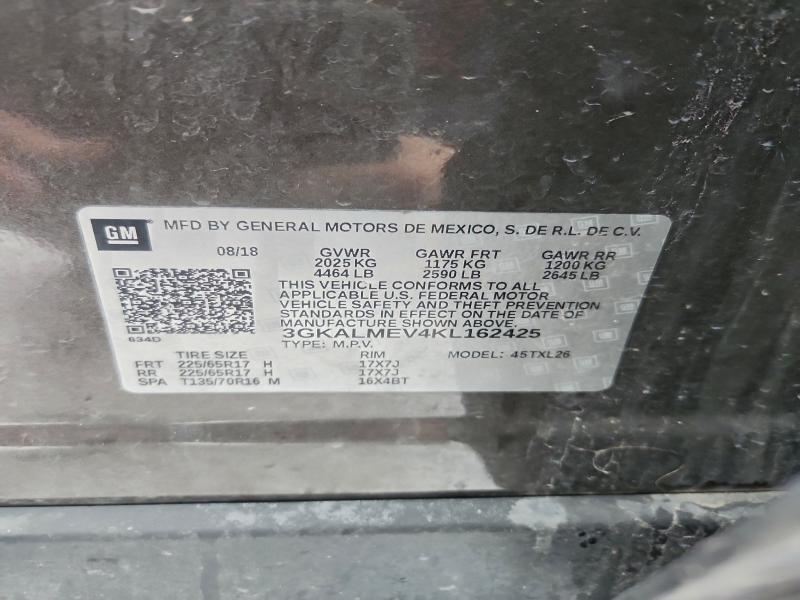 GM MFD BY GENERAL MOTORS DE MEXICO, S. DE R.L. DE C.V.
08/18 GVWR GAWR FRT GAWR RR
2025 KG 1175 KG 1200 KG
4464 LB 2590 LB 2645 LB
THIS VEHICLE CONFORMS TO ALL
APPLICABLE U.S. FEDERAL MOTOR
VEHICLE SAFETY AND THEFT PREVENTION
STANDARDS IN EFFECT ON THE DATE OF
MANUFACTURE SHOWN ABOVE.
3GKALMEV4KL162425
634D
TYPE: M.P.V. MODEL: 45TXL26
TIRE SIZE RIM
FRT 225/65R17 H 17X7J
RR 225/65R17 H 17X7J
SPA T135/70R16 M 16X4BT